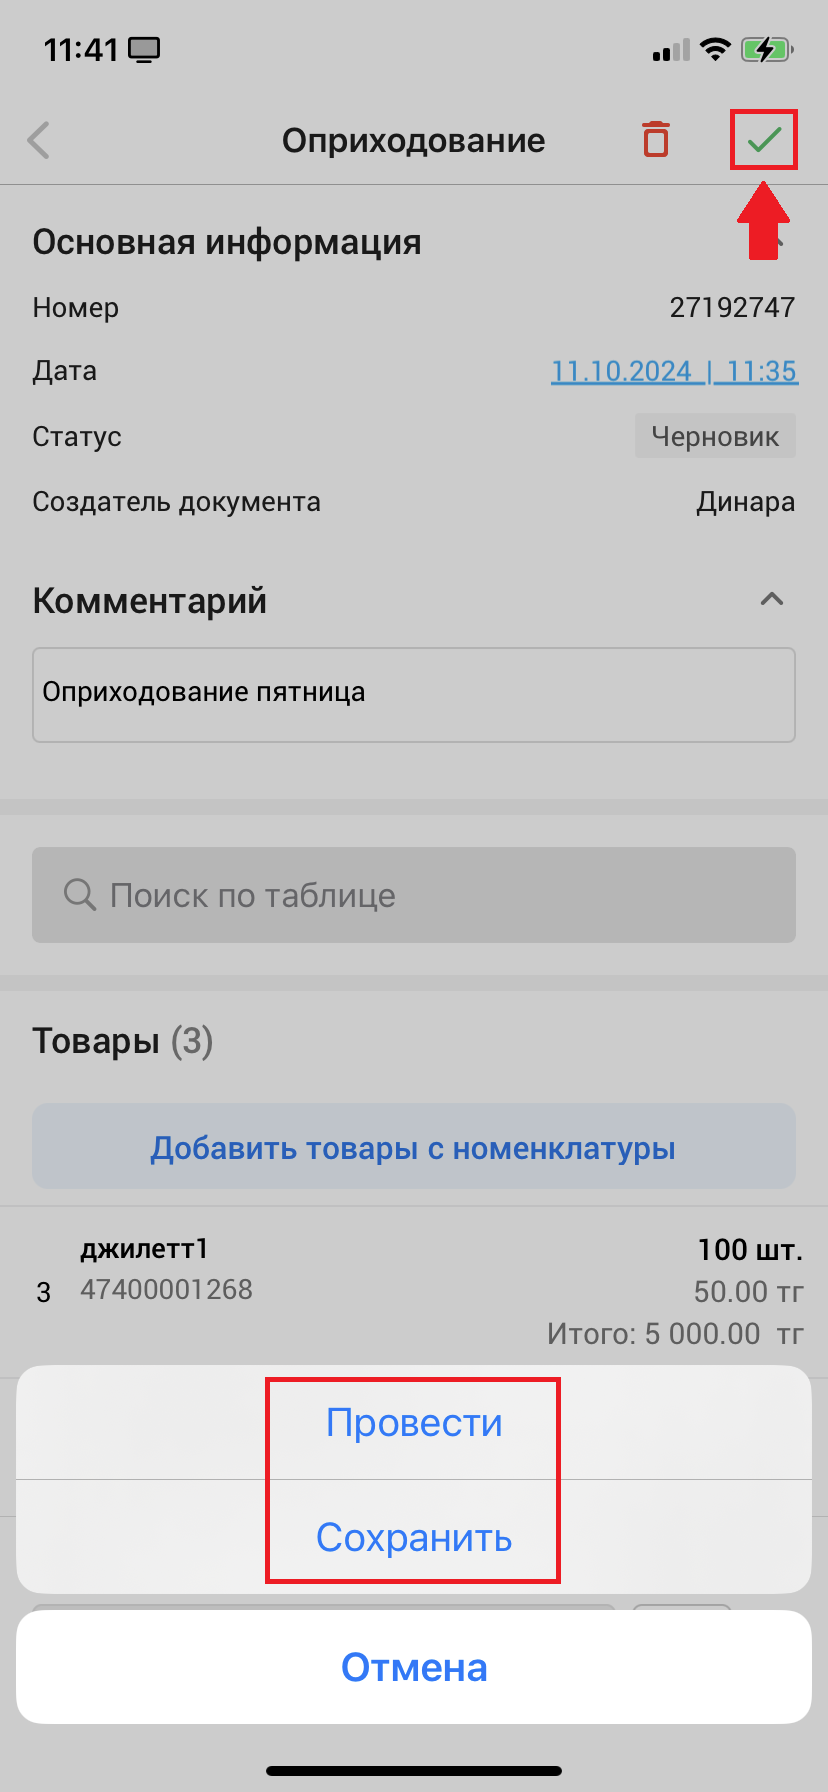 11:41
Оприходование
Основная информация
Номер 27192747
Дата 11.10.2024 | 11:35
Статус Черновик
Создатель документа Динара
Комментарий
Оприходование пятница
Поиск по таблице
Товары (3)
Добавить товары с номенклатуры
джилетт1 100 шт.
3 47400001268 50.00 тг
Итого: 5 000.00 тг
Провести
Сохранить
Отмена